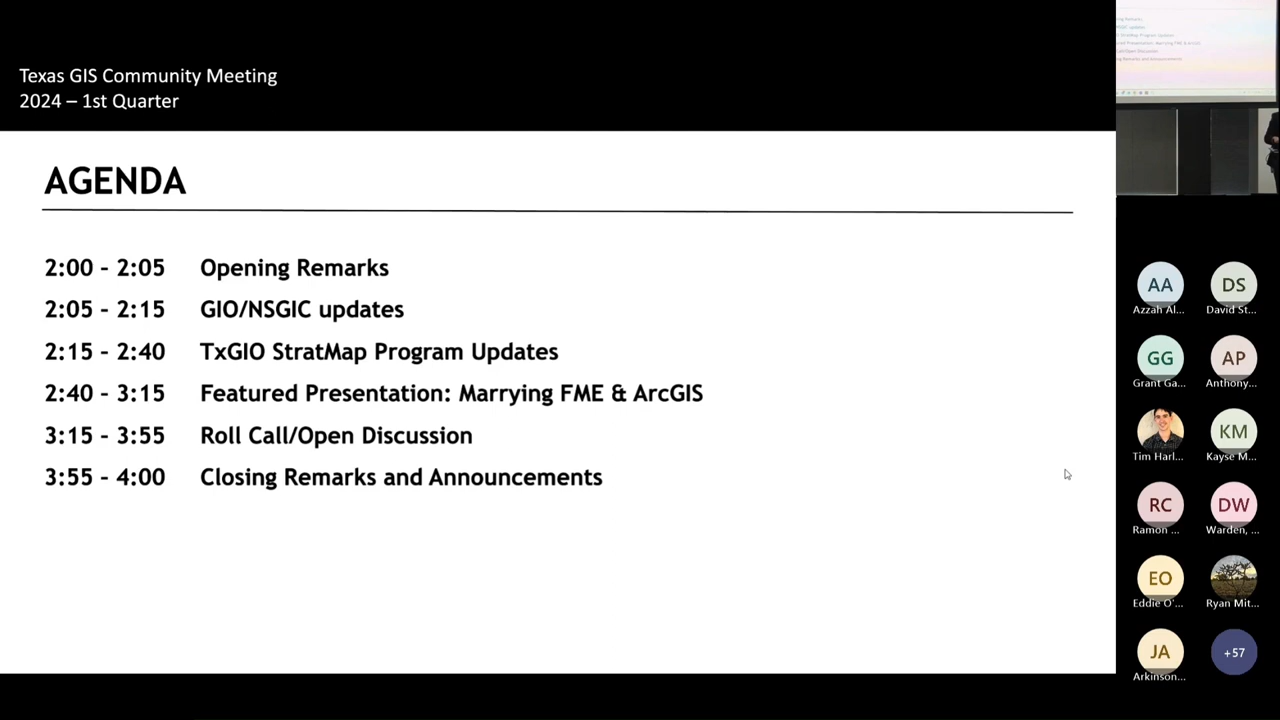 Texas GIS Community Meeting
2024 – 1st Quarter
AGENDA
2:00 - 2:05 Opening Remarks
2:05 - 2:15 GIO/NSGIC updates
2:15 - 2:40 TxGIO StratMap Program Updates
2:40 - 3:15 Featured Presentation: Marrying FME & ArcGIS
3:15 - 3:55 Roll Call/Open Discussion
3:55 - 4:00 Closing Remarks and Announcements
AA DS
Azzah Al... David St...
GG AP
Grant Ga... Anthony...
KM
Tim Harl... Kayse M...
RC DW
Ramon ... Warden, ...
EO
Eddie O'... Ryan Mit...
JA +57
Arkinson...